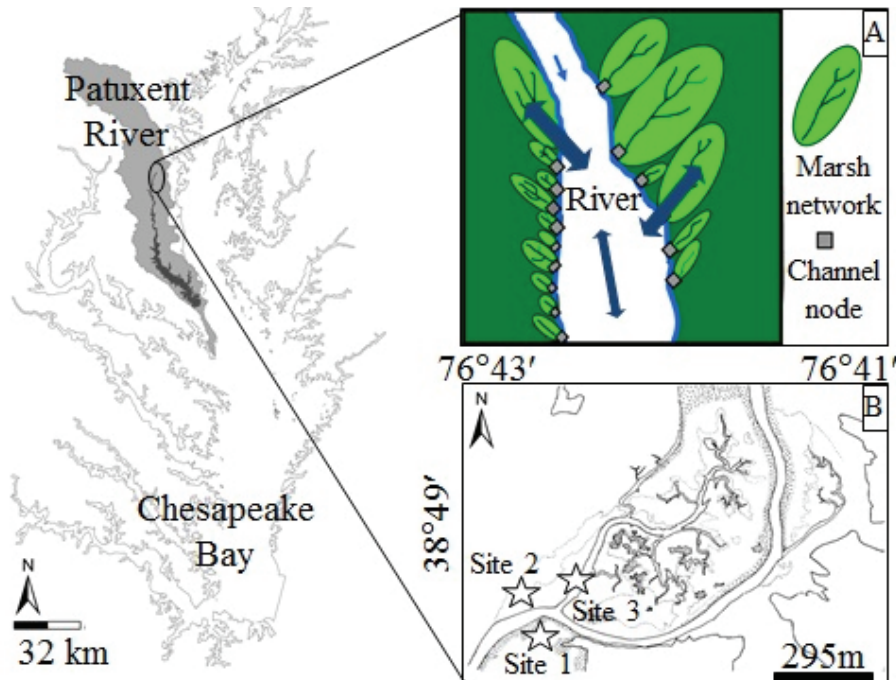 Patuxent
River
Chesapeake
Bay
N
32 km
A
River
Marsh
network
Channel
node
76°43'
76°41'
B
N
38°49'
Site 2
Site 3
Site 1
295m